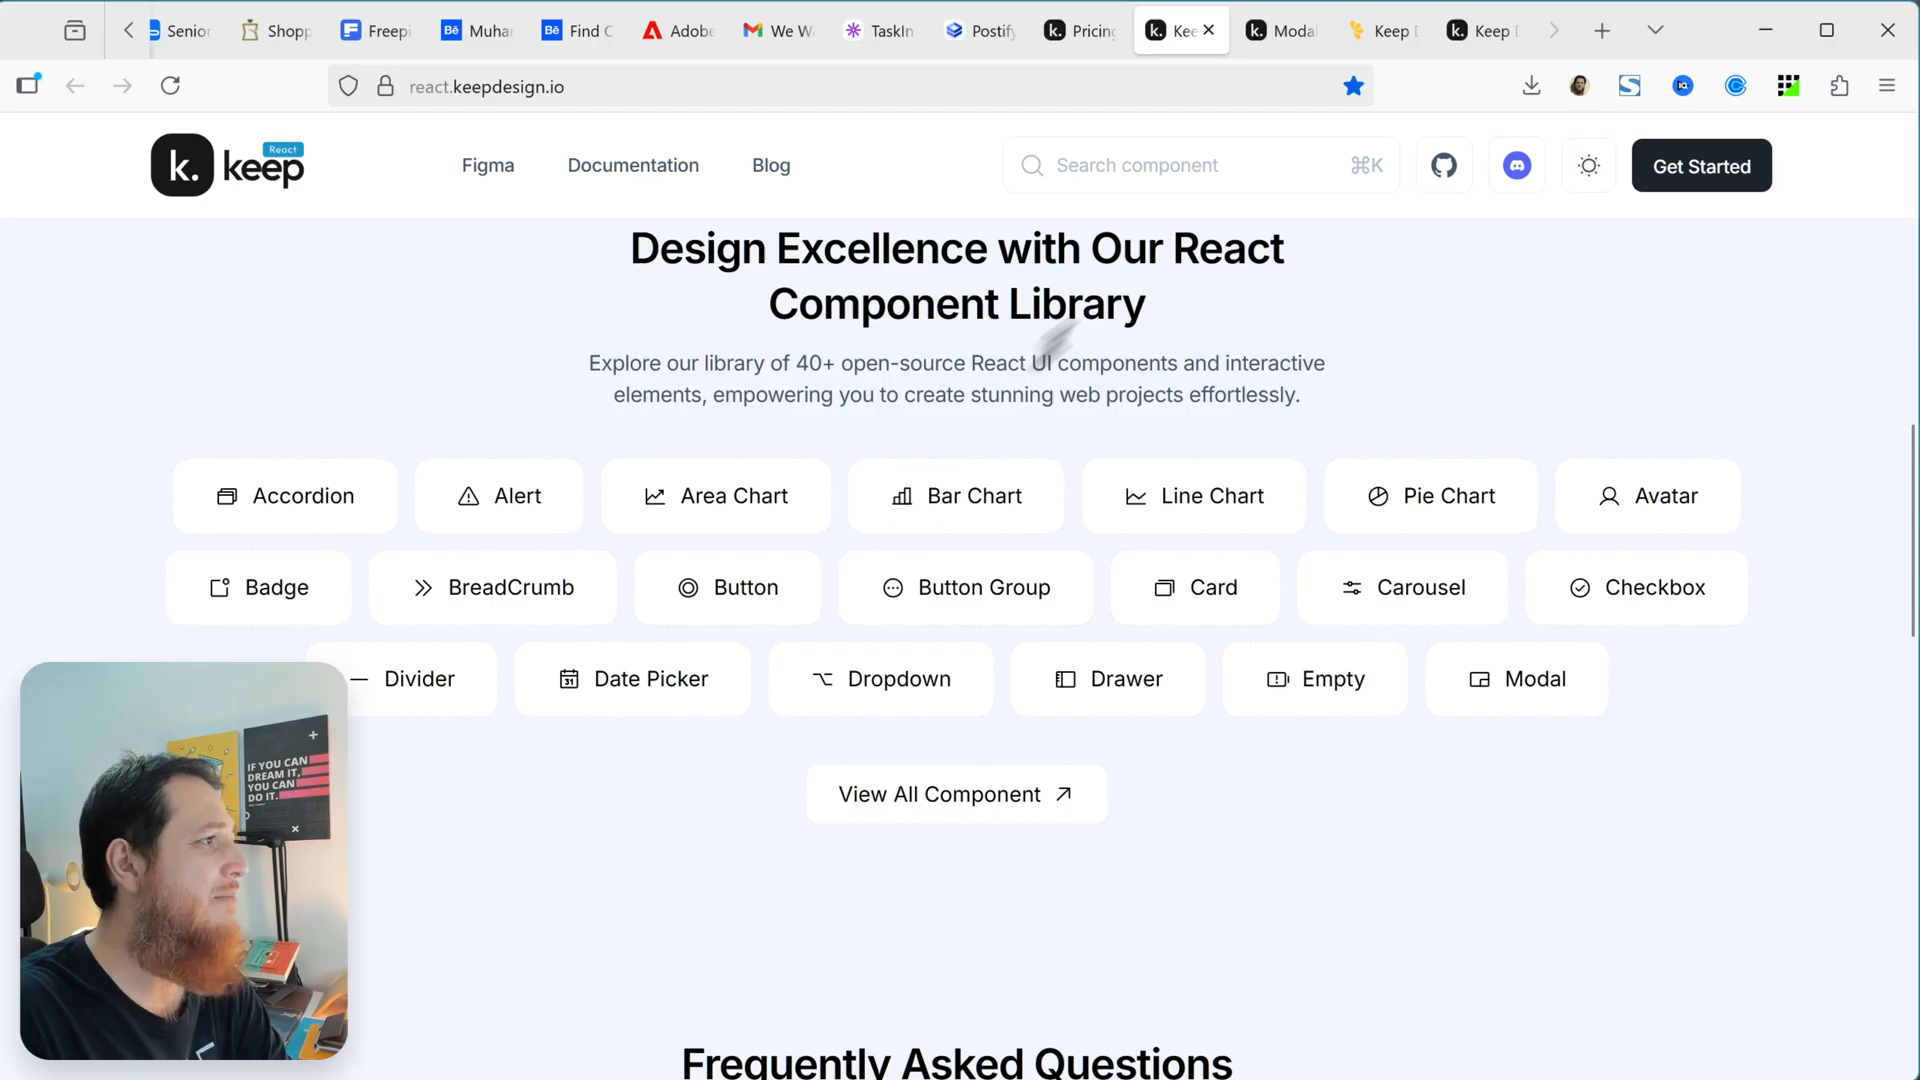 Senior
Shopp
Freepi
Bē Muha
Bē Find C
Adobe
We W
TaskIn
Postify
k. Pricing
k. Kee
k. Moda
Keep D
k. Keep D
react.keepdesign.io
k. keep
React
Figma
Documentation
Blog
Search component
⌘K
Get Started
Design Excellence with Our React
Component Library
Explore our library of 40+ open-source React UI components and interactive
elements, empowering you to create stunning web projects effortlessly.
Accordion
Alert
Area Chart
Bar Chart
Line Chart
Pie Chart
Avatar
Badge
BreadCrumb
Button
Button Group
Card
Carousel
Checkbox
Divider
31
Date Picker
Dropdown
Drawer
Empty
Modal
View All Component
IF YOU CAN
DREAM IT,
YOU CAN
DO IT.
Frequently Asked Questions